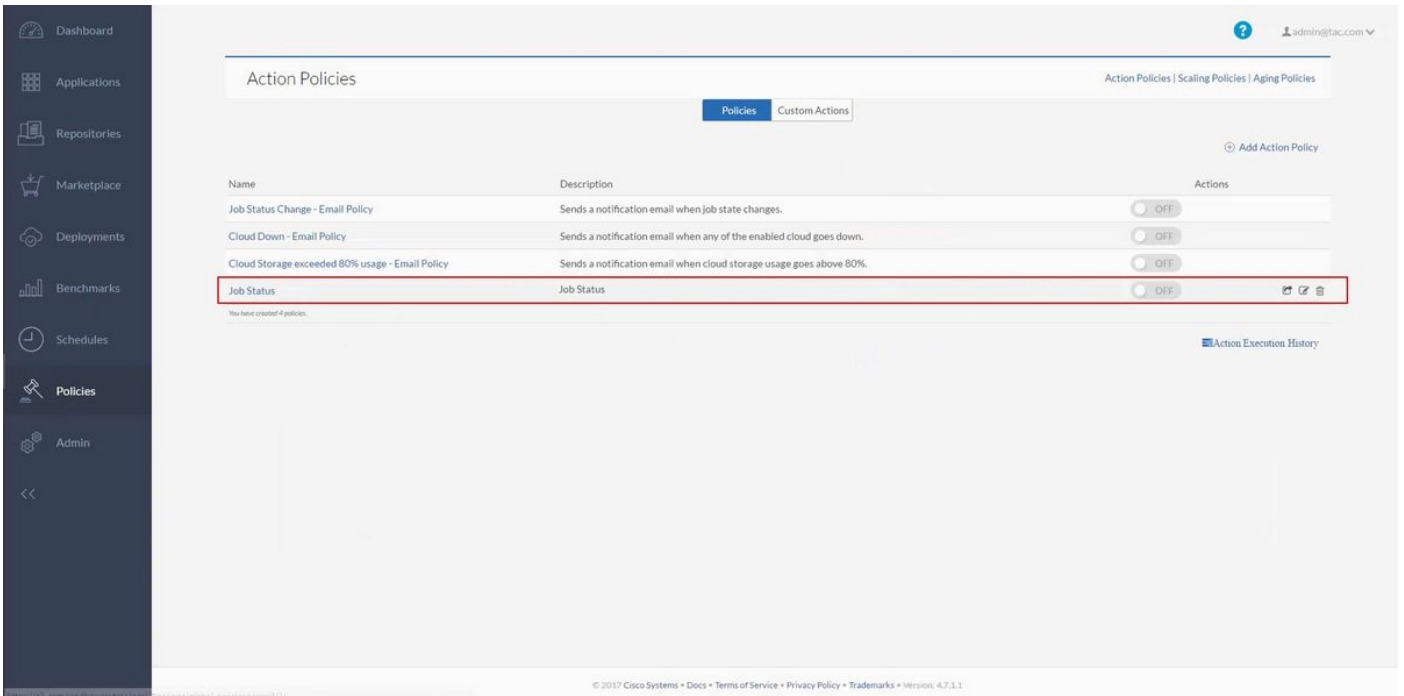 Dashboard
? admin@tac.com
Action Policies
Action Policies | Scaling Policies | Aging Policies
Applications
Policies Custom Actions
Repositories
Add Action Policy
Marketplace
Name Description Actions
Job Status Change - Email Policy Sends a notification email when job state changes. OFF
Deployments
Cloud Down - Email Policy Sends a notification email when any of the enabled cloud goes down. OFF
Cloud Storage exceeded 80% usage - Email Policy Sends a notification email when cloud storage usage goes above 80%. OFF
Benchmarks
Job Status Job Status OFF
You have created 4 policies.
Schedules
Action Execution History
Policies
Admin
<<
© 2017 Cisco Systems • Docs • Terms of Service • Privacy Policy • Trademarks • Version: 4.7.1.1